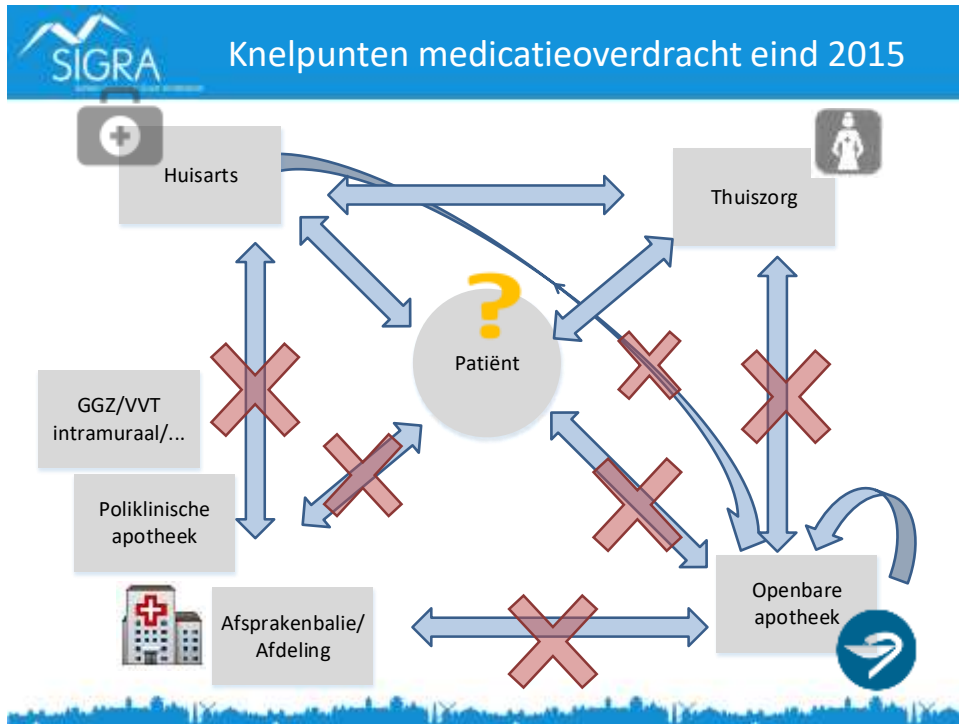 SIGRA
Knelpunten medicatieoverdracht eind 2015
Huisarts
Thuiszorg
?
Patiënt
GGZ/VVT
intramuraal/...
Poliklinische
apotheek
Afsprakenbalie/
Afdeling
Openbare
apotheek